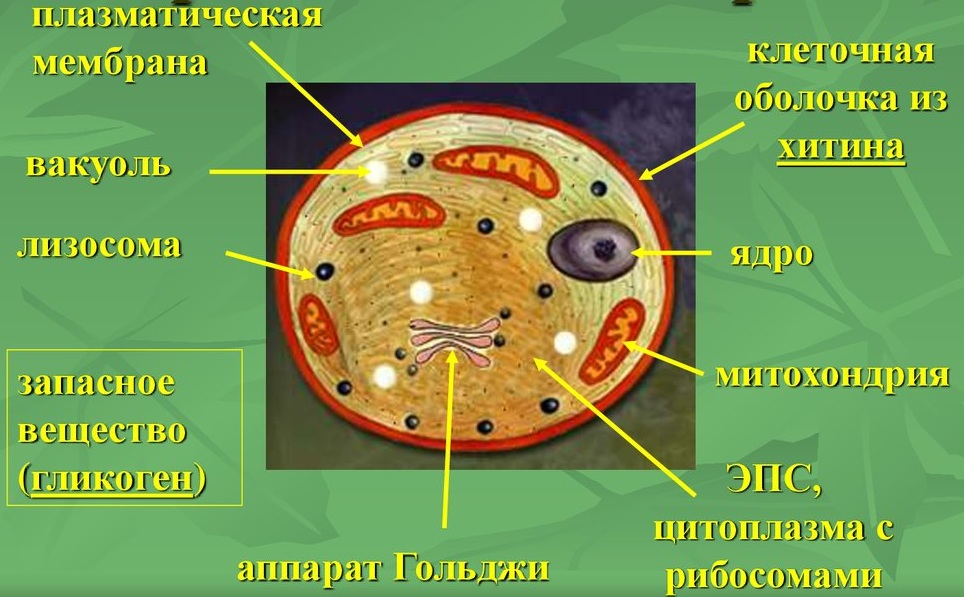 плазматическая
мембрана
клеточная
оболочка из
хитина
вакуоль
лизосома
ядро
запасное
вещество
(гликоген)
митохондрия
ЭПС,
цитоплазма с
рибосомами
аппарат Гольджи